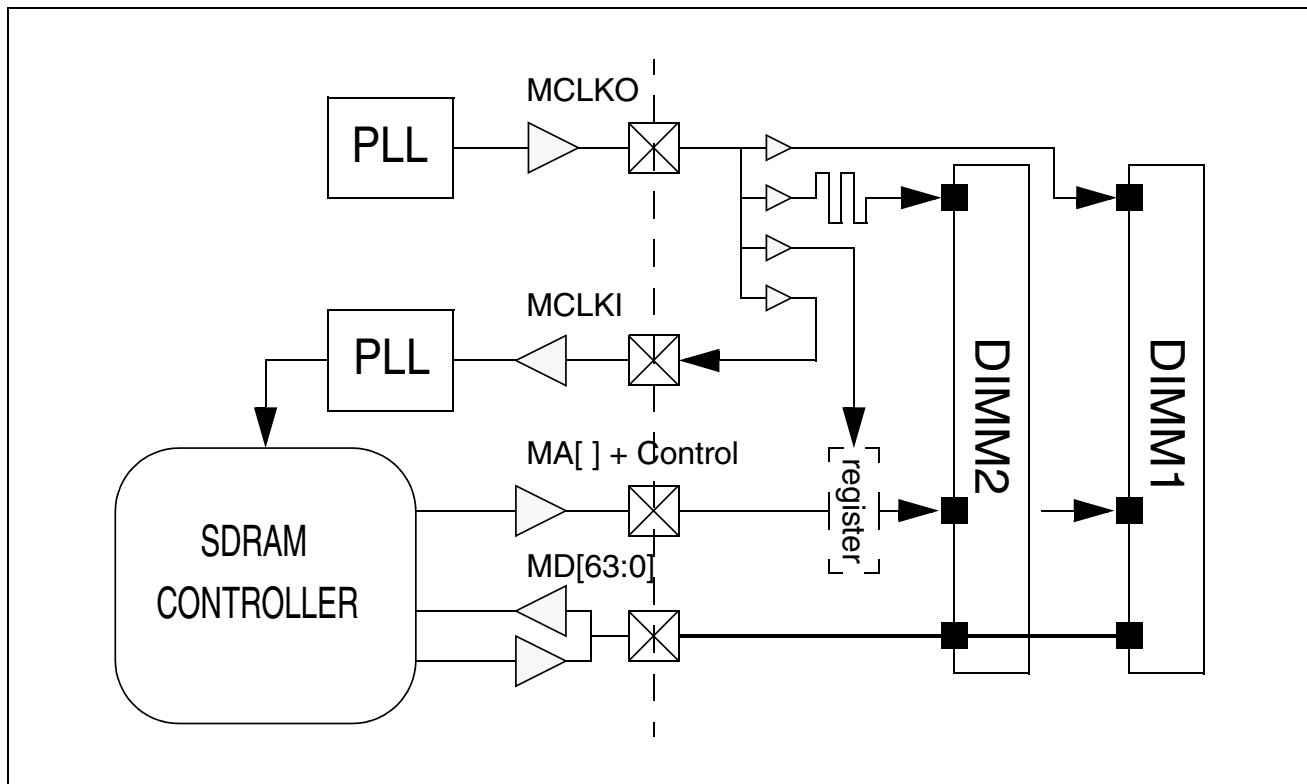 MCLKO
PLL
MCLKI
PLL
MA[ ] + Control
register
DIMM2
DIMM1
SDRAM
CONTROLLER
MD[63:0]